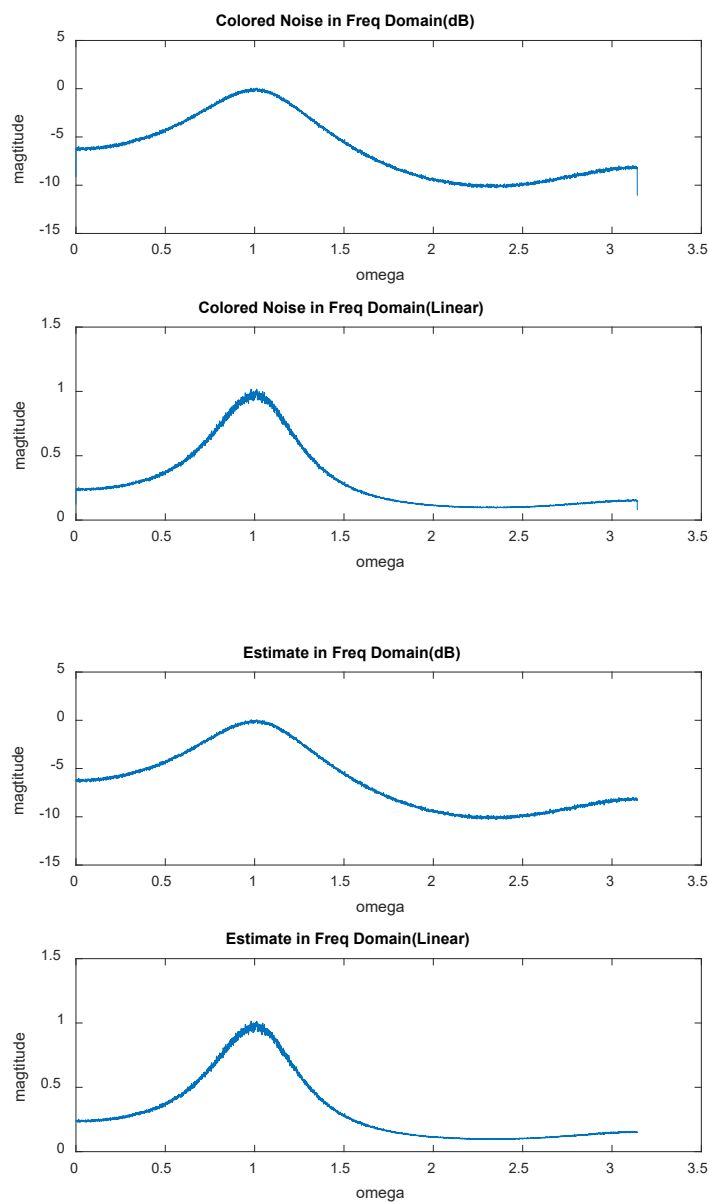 Colored Noise in Freq Domain(dB)
5
0
-5
-10
-15
magtitude
0 0.5 1 1.5 2 2.5 3 3.5
omega
Colored Noise in Freq Domain(Linear)
1.5
1
0.5
0
magtitude
0 0.5 1 1.5 2 2.5 3 3.5
omega
Estimate in Freq Domain(dB)
5
0
-5
-10
-15
magtitude
0 0.5 1 1.5 2 2.5 3 3.5
omega
Estimate in Freq Domain(Linear)
1.5
1
0.5
0
magtitude
0 0.5 1 1.5 2 2.5 3 3.5
omega